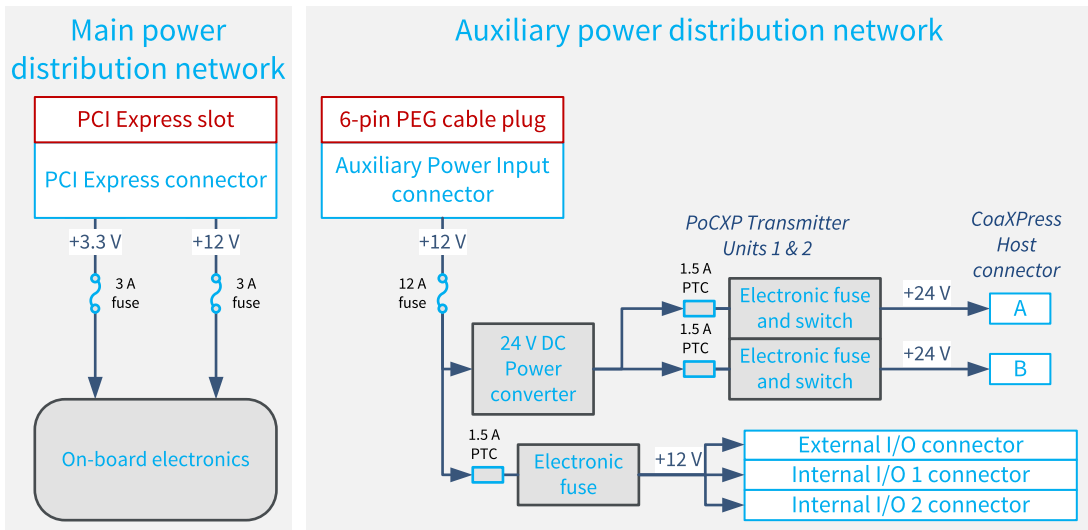 Main power
distribution network
PCI Express slot
PCI Express connector
+3.3 V
+12 V
3 A
fuse
3 A
fuse
On-board electronics
Auxiliary power distribution network
6-pin PEG cable plug
Auxiliary Power Input
connector
+12 V
12 A
fuse
24 V DC
Power
converter
PoCXP Transmitter
Units 1 & 2
CoaXPress
Host
connector
1.5 A
PTC
Electronic fuse
and switch
+24 V
A
1.5 A
PTC
Electronic fuse
and switch
+24 V
B
1.5 A
PTC
Electronic
fuse
+12 V
External I/O connector
Internal I/O 1 connector
Internal I/O 2 connector